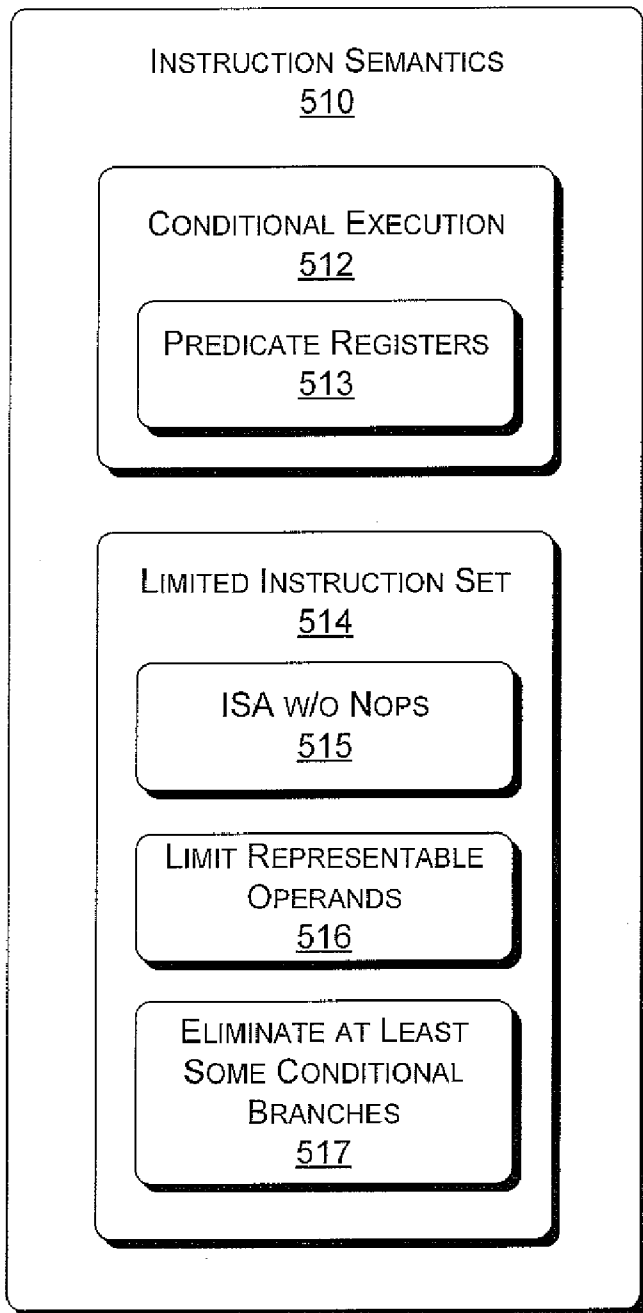 INSTRUCTION SEMANTICS
510
CONDITIONAL EXECUTION
512
PREDICATE REGISTERS
513
LIMITED INSTRUCTION SET
514
ISA W/O NOPS
515
LIMIT REPRESENTABLE
OPERANDS
516
ELIMINATE AT LEAST
SOME CONDITIONAL
BRANCHES
517